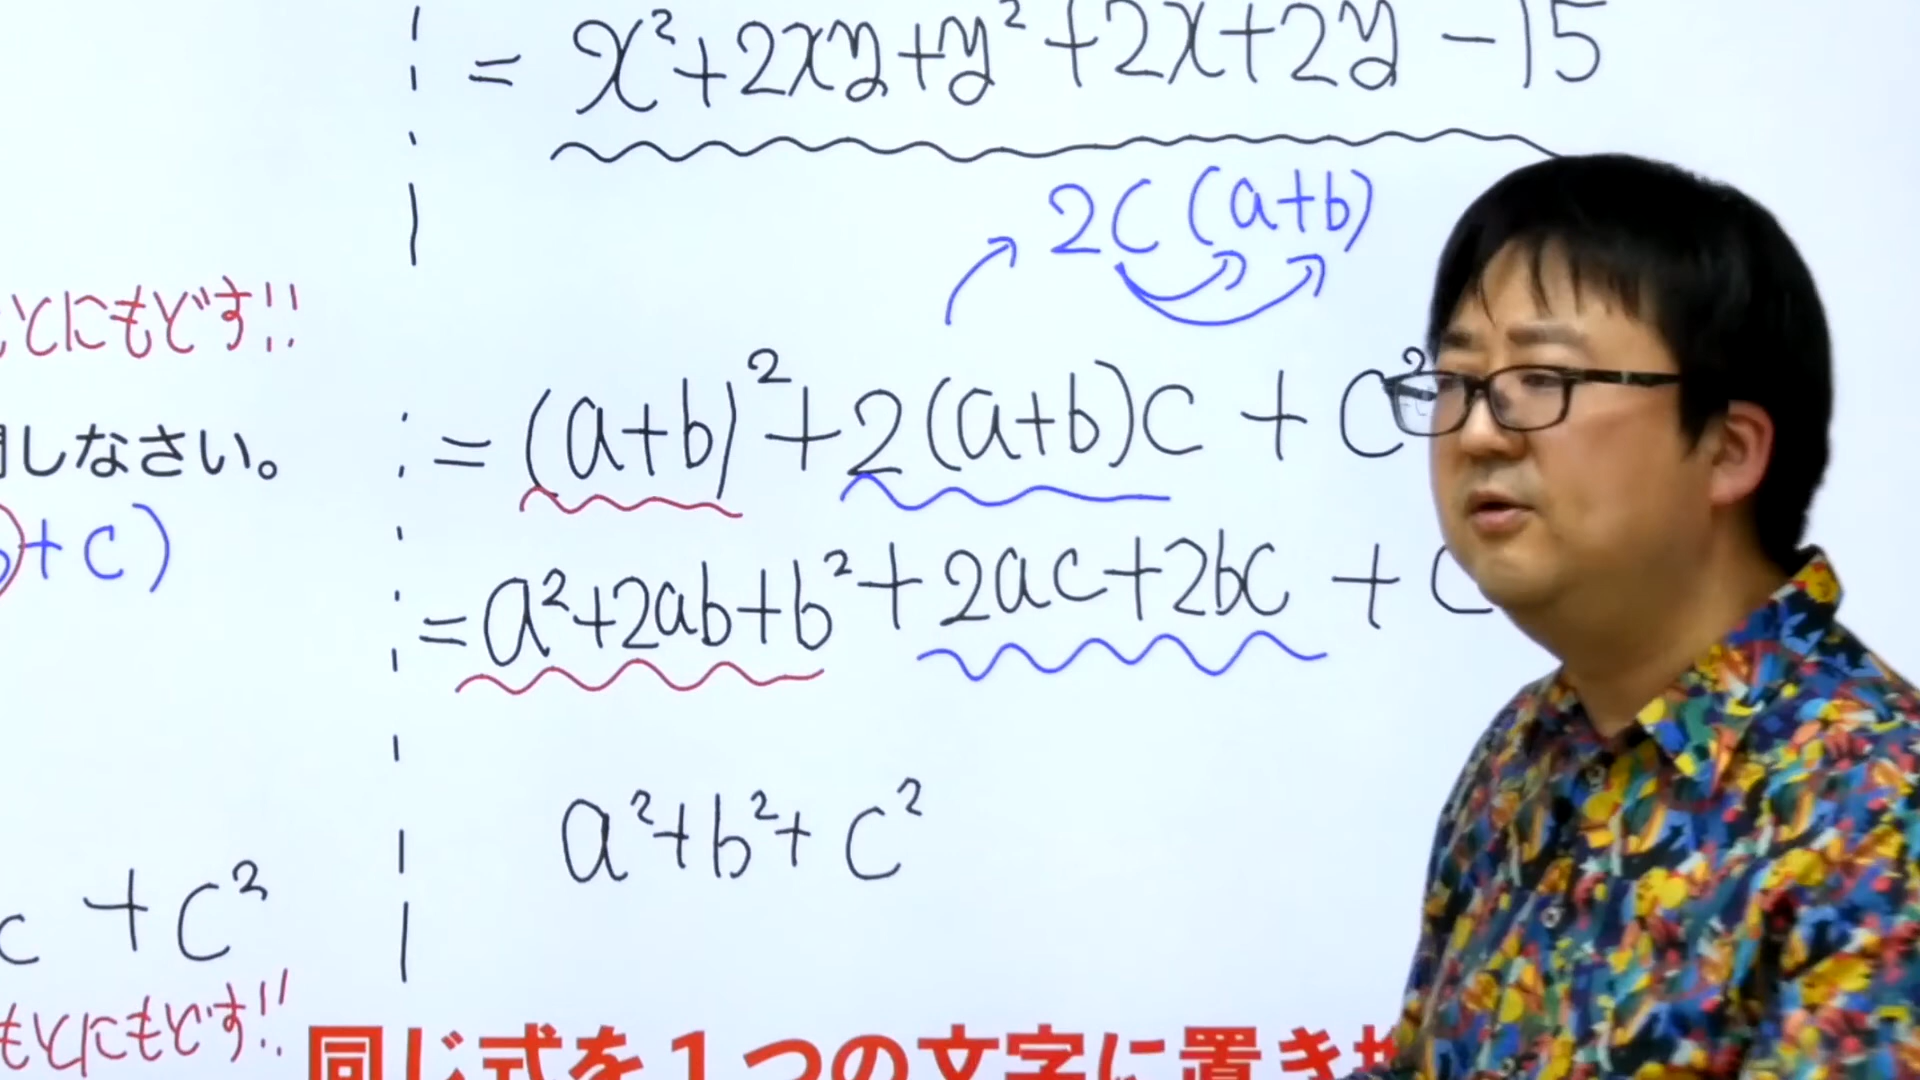 = x²+2xy+y²+2x+2y-15
2c(a+b)
とにもどす!!
しなさい。
= (a+b)²+2(a+b)c + c²
+c)
= a²+2ab+b²+2ac+2bc + c
a²+b²+c²
c +c²
もとにもどす!!
同じ式を1つの文字に置き